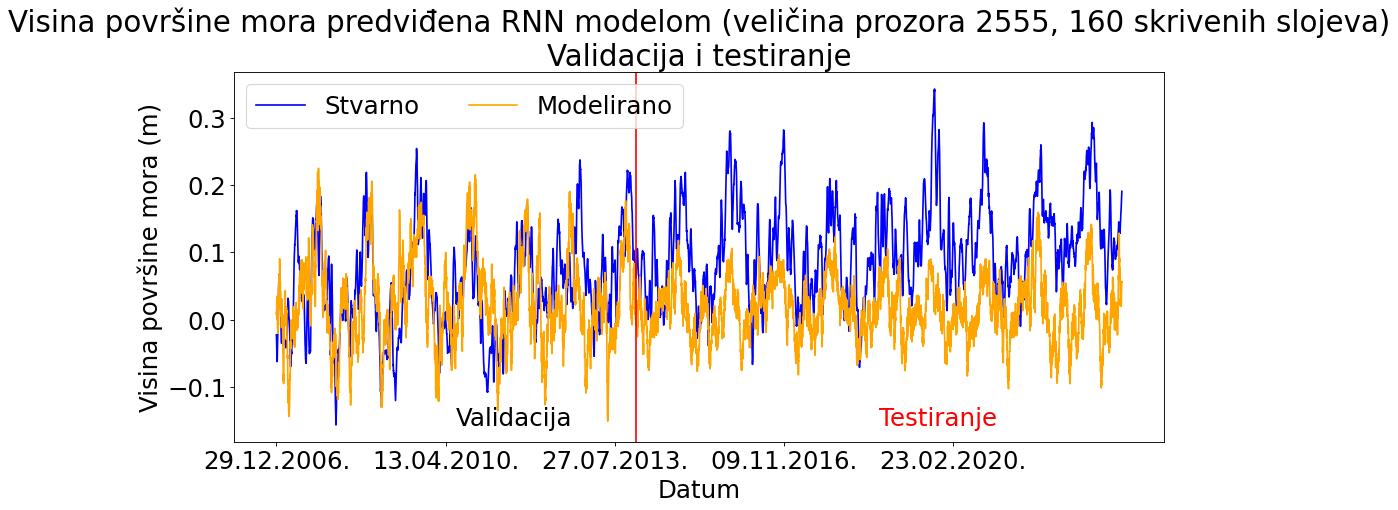 Visina površine mora predviđena RNN modelom (veličina prozora 2555, 160 skrivenih slojeva)
Validacija i testiranje
Stvarno Modelirano
Visina površine mora (m)
0.3
0.2
0.1
0.0
−0.1
Validacija Testiranje
29.12.2006. 13.04.2010. 27.07.2013. 09.11.2016. 23.02.2020.
Datum